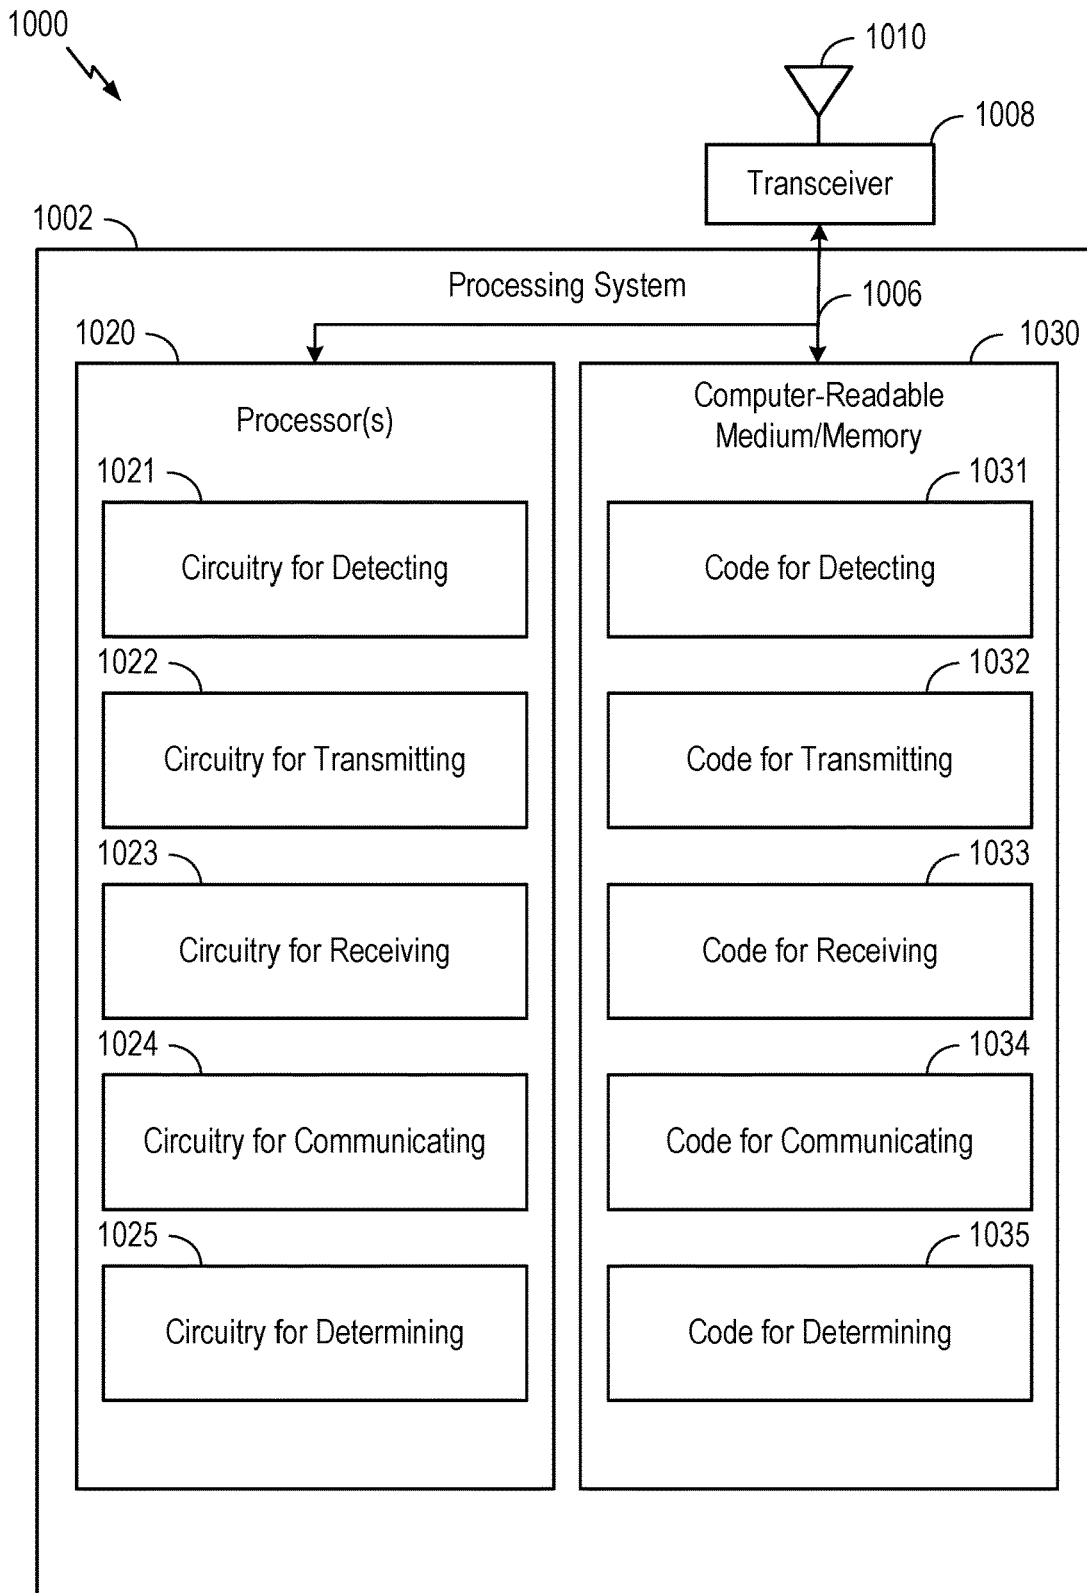 1000
1010
1008
Transceiver
1002
Processing System
1006
1020
1030
Processor(s)
Computer-Readable
Medium/Memory
1021
1031
Circuitry for Detecting
Code for Detecting
1022
1032
Circuitry for Transmitting
Code for Transmitting
1023
1033
Circuitry for Receiving
Code for Receiving
1024
1034
Circuitry for Communicating
Code for Communicating
1025
1035
Circuitry for Determining
Code for Determining